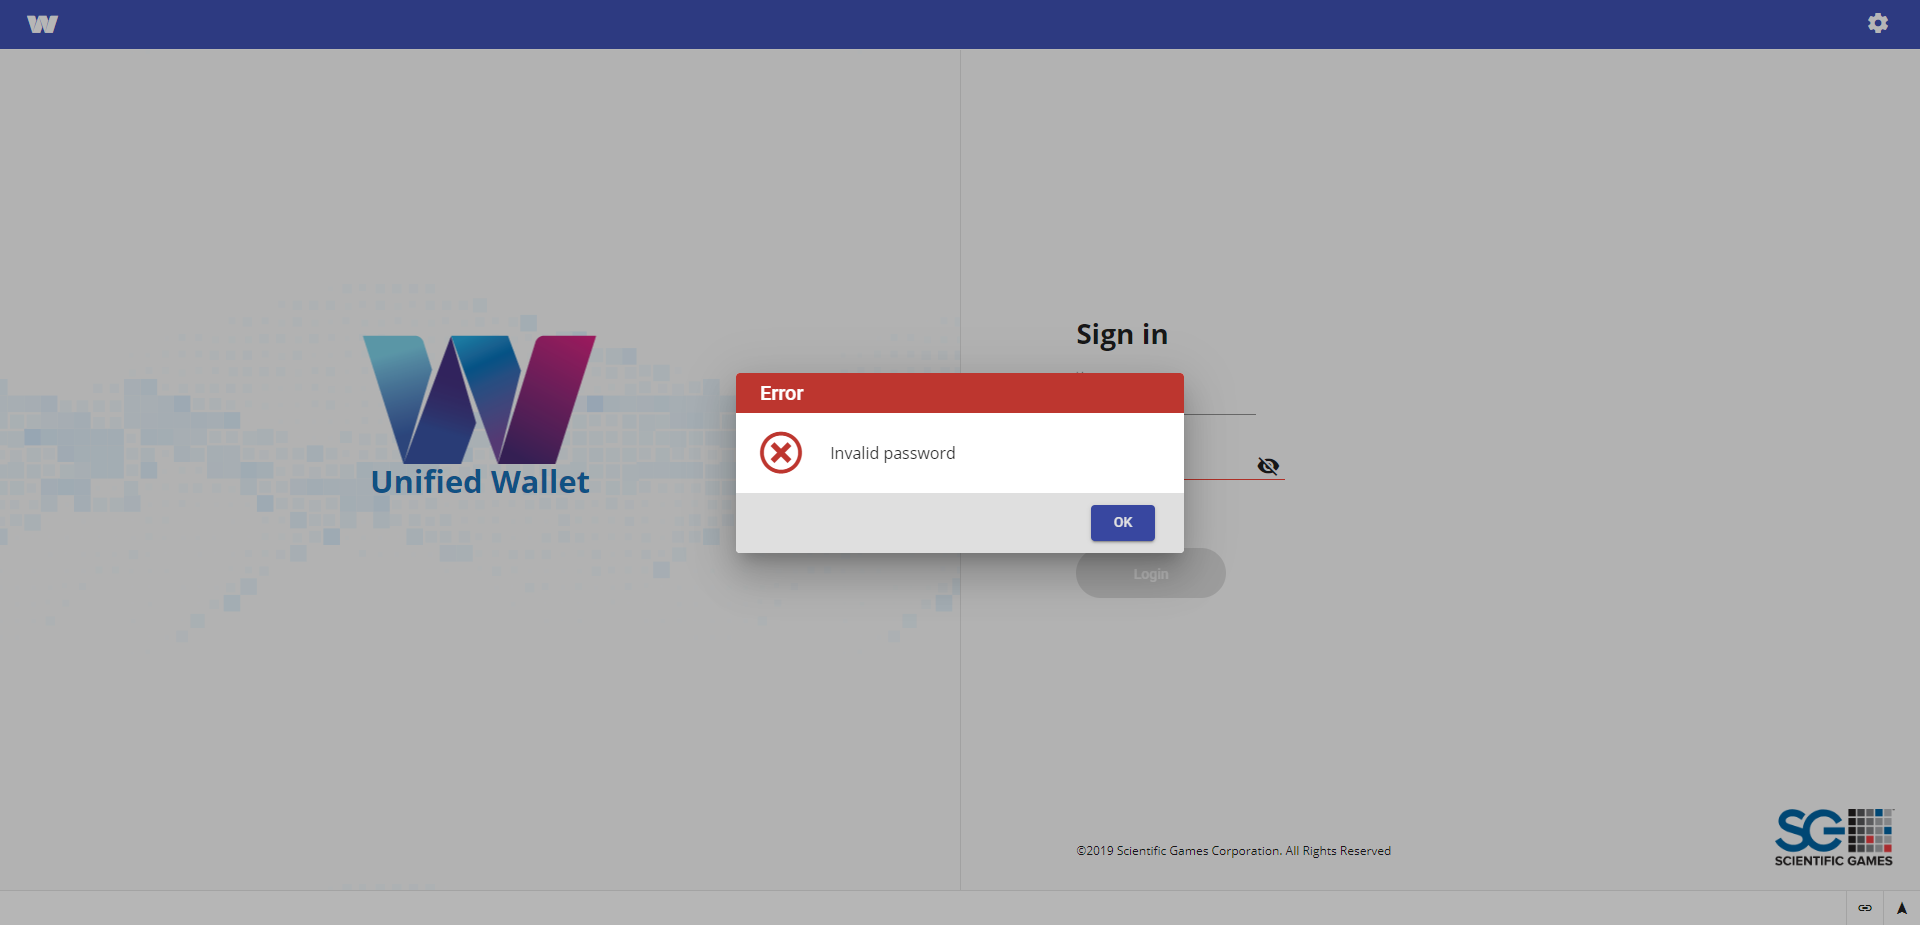 W
Unified Wallet
Sign in
Error
Invalid password
OK
Login
©2019 Scientific Games Corporation. All Rights Reserved
SG
SCIENTIFIC GAMES